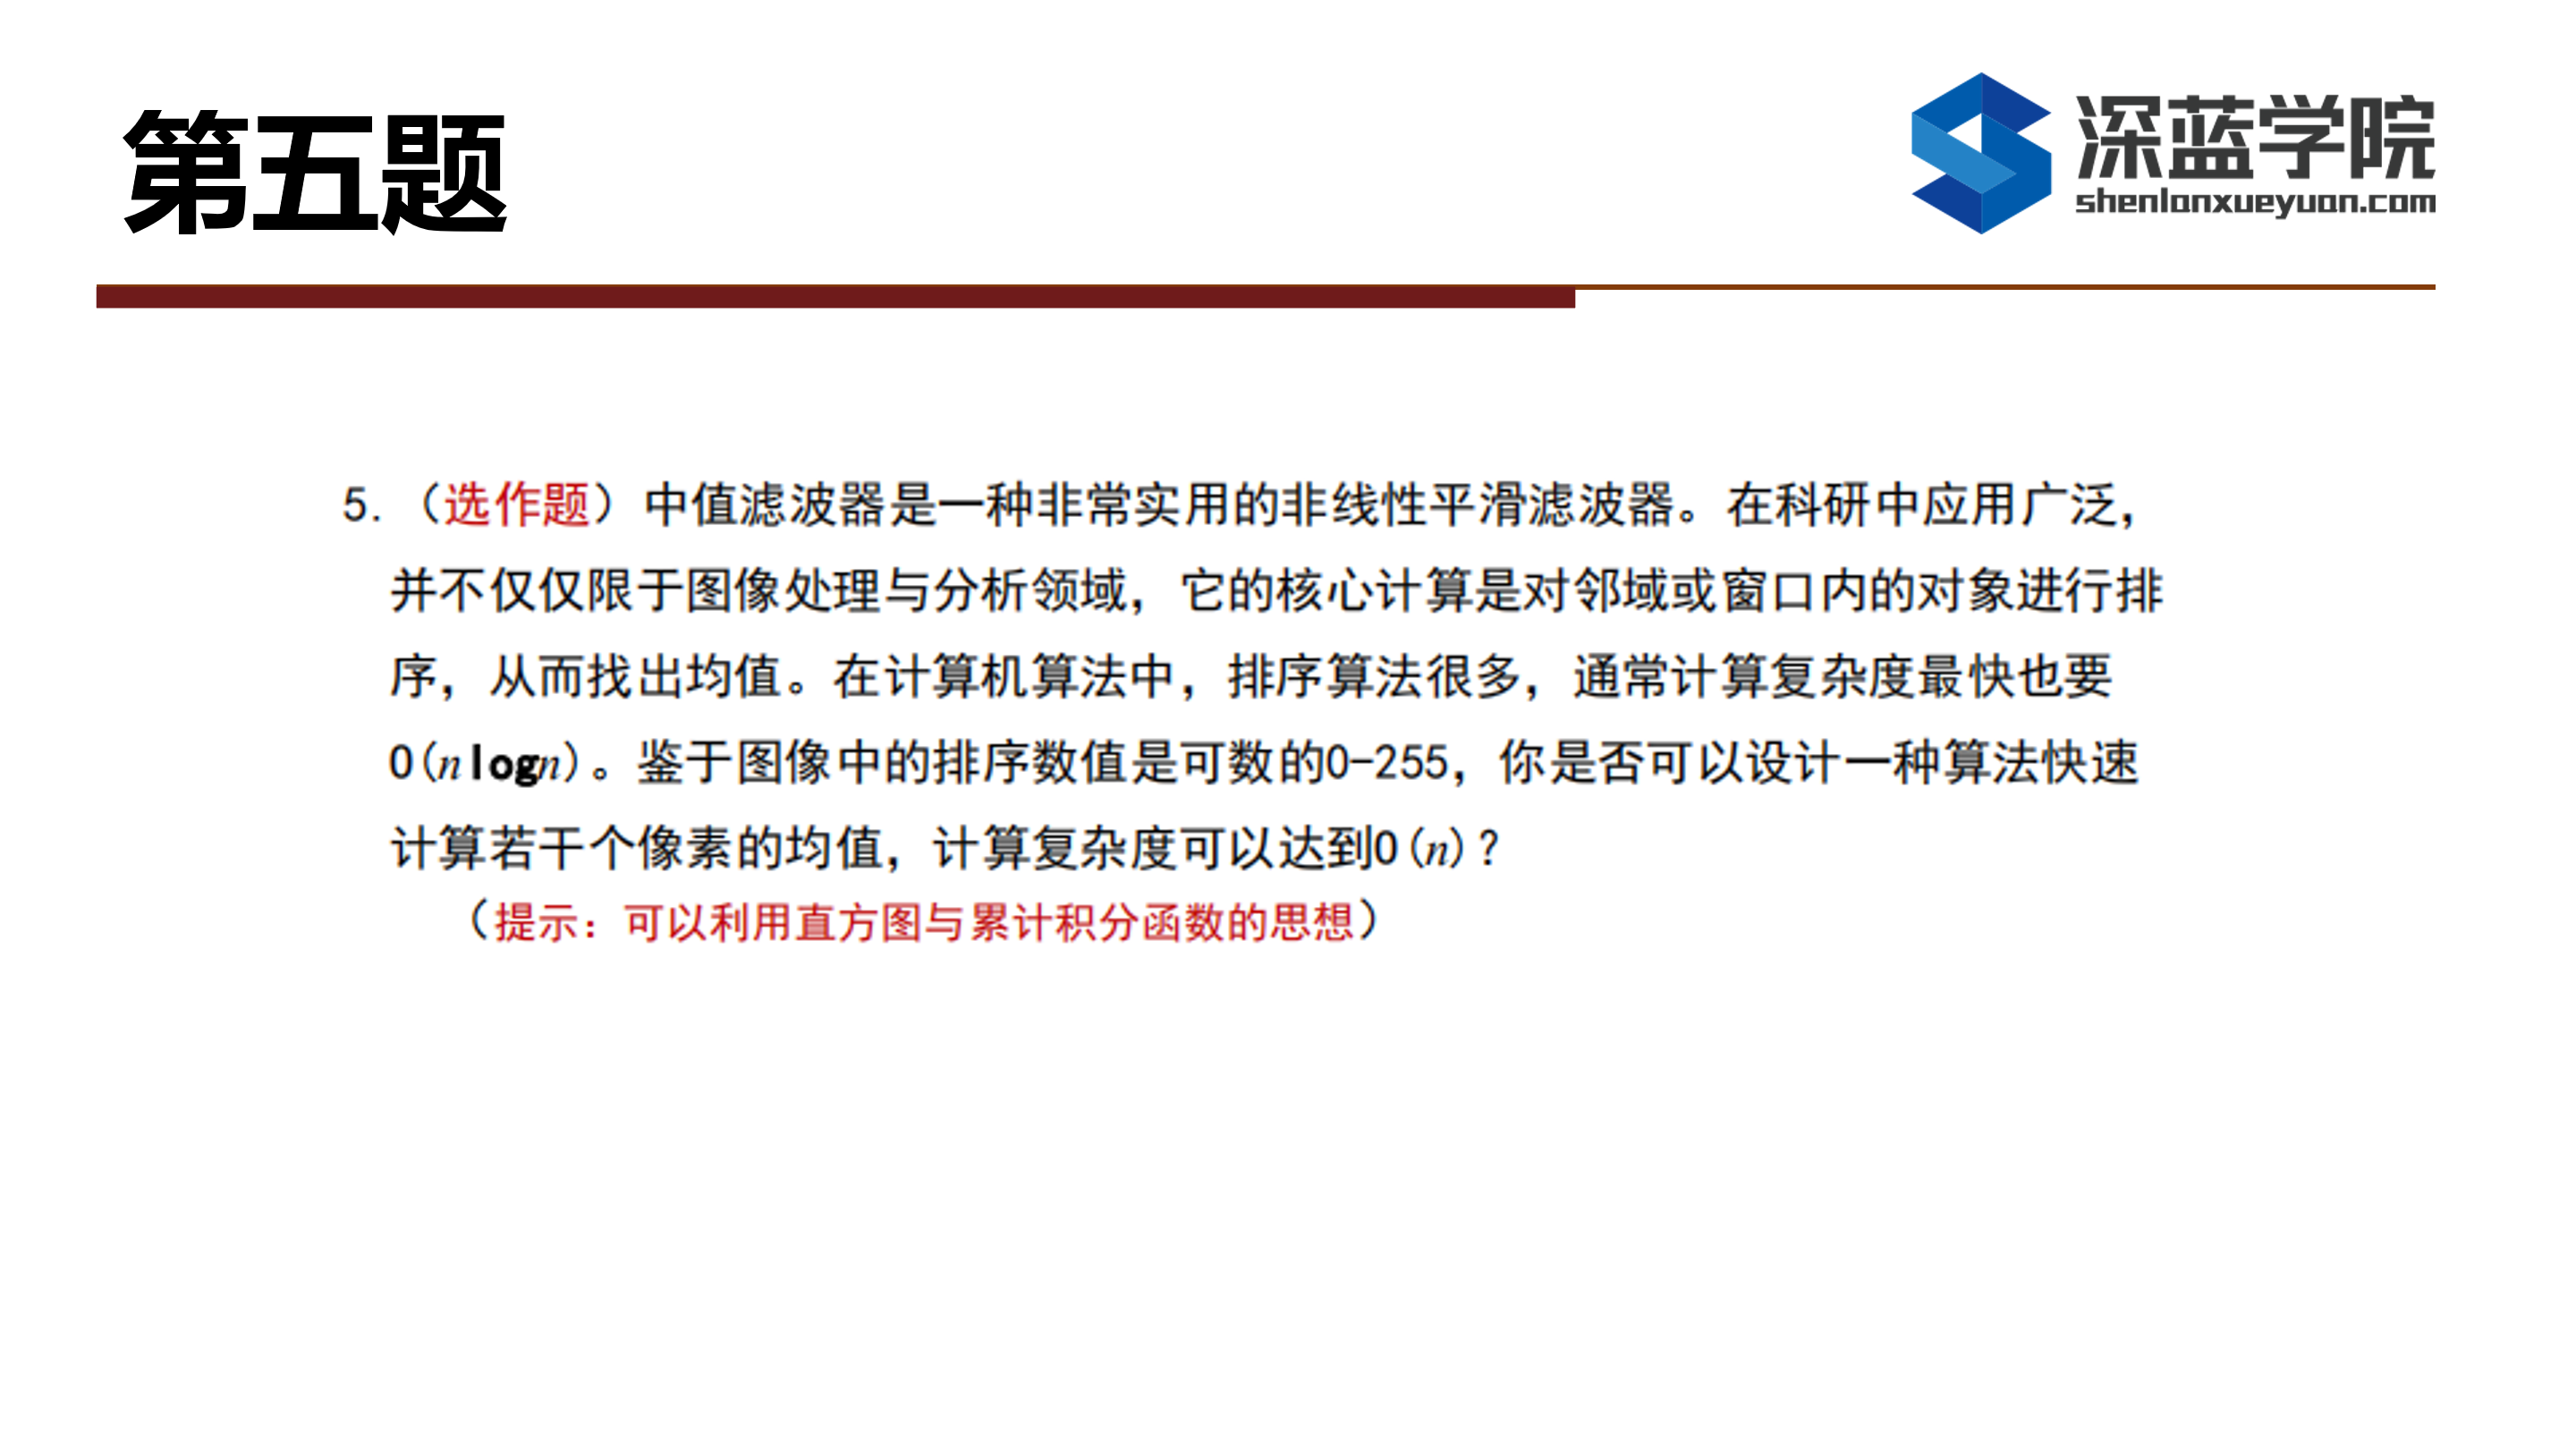 第五题
深蓝学院
shenlanxueyuan.com
5.（选作题）中值滤波器是一种非常实用的非线性平滑滤波器。在科研中应用广泛，
并不仅仅限于图像处理与分析领域，它的核心计算是对邻域或窗口内的对象进行排
序，从而找出均值。在计算机算法中，排序算法很多，通常计算复杂度最快也要
O(n logn)。鉴于图像中的排序数值是可数的0-255，你是否可以设计一种算法快速
计算若干个像素的均值，计算复杂度可以达到O(n)?
（提示：可以利用直方图与累计积分函数的思想）